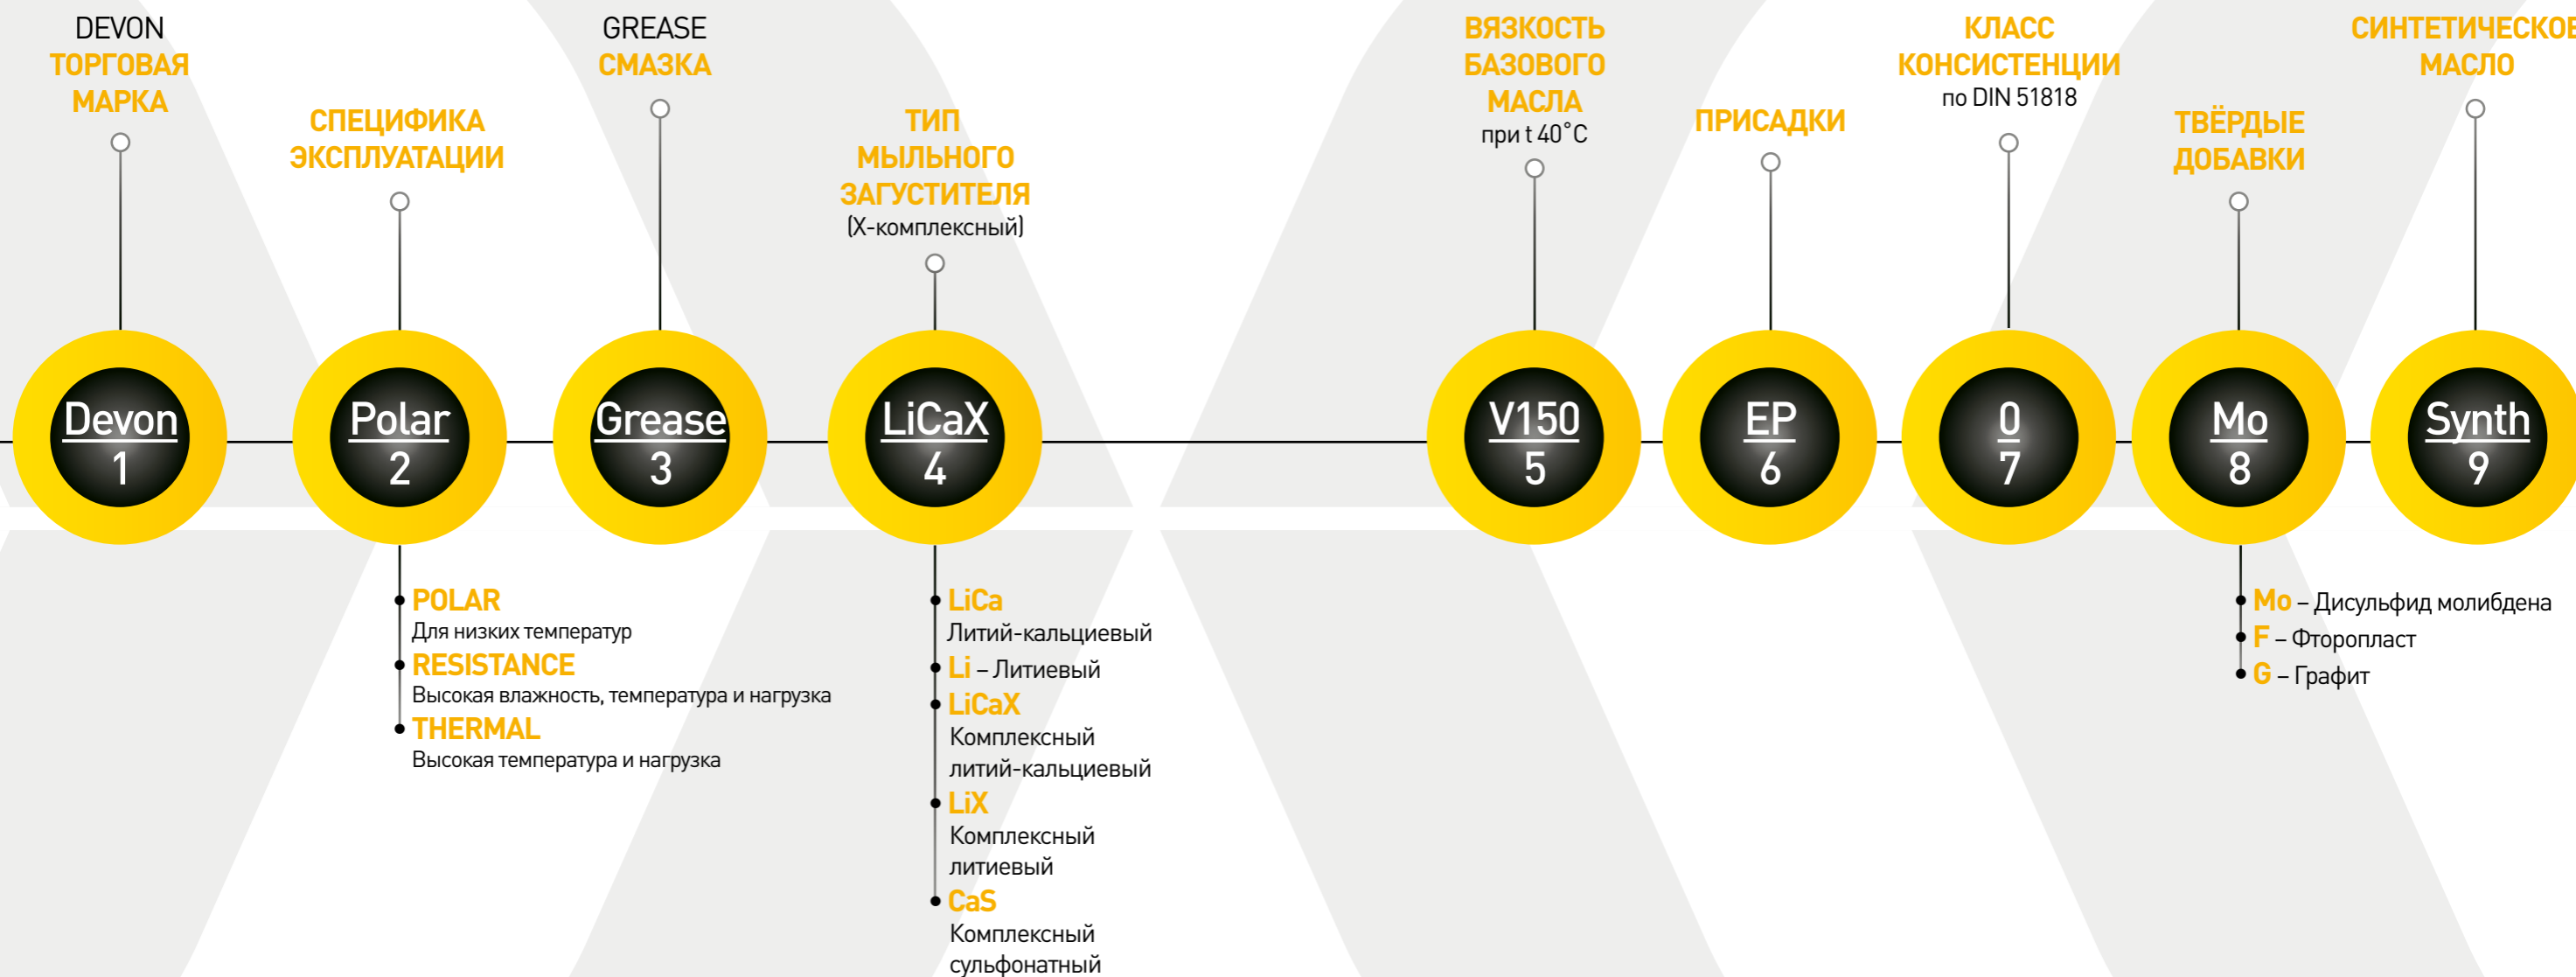 DEVON
ТОРГОВАЯ
МАРКА
СПЕЦИФИКА
ЭКСПЛУАТАЦИИ
GREASE
СМАЗКА
ТИП
МЫЛЬНОГО
ЗАГУСТИТЕЛЯ
(X-комплексный)
ВЯЗКОСТЬ
БАЗОВОГО
МАСЛА
при t 40˚C
ПРИСАДКИ
КЛАСС
КОНСИСТЕНЦИИ
по DIN 51818
ТВЁРДЫЕ
ДОБАВКИ
СИНТЕТИЧЕСКОЕ
МАСЛО
Devon
1
Polar
2
Grease
3
LiCaX
4
V150
5
EP
6
0
7
Mo
8
Synth
9
POLAR
Для низких температур
RESISTANCE
Высокая влажность, температура и нагрузка
THERMAL
Высокая температура и нагрузка
LiCa
Литий-кальциевый
Li – Литиевый
LiCaX
Комплексный
литий-кальциевый
LiX
Комплексный
литиевый
CaS
Комплексный
сульфонатный
Mo – Дисульфид молибдена
F – Фторопласт
G – Графит